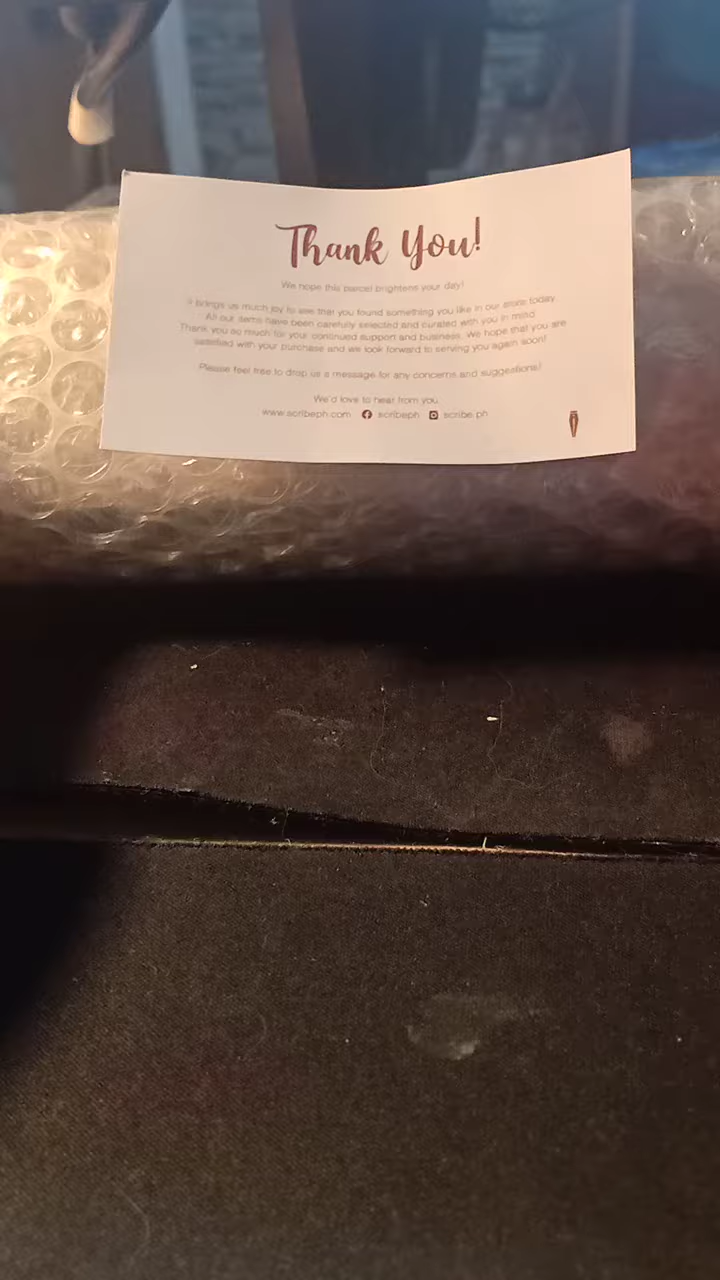 Thank You!
We hope this parcel brightens your day!
It brings us much joy to see that you found something you like in our store today.
All our items have been carefully selected and curated with you in mind.
Thank you so much for your continued support and business. We hope that you are
satisfied with your purchase and we look forward to serving you again soon!
Please feel free to drop us a message for any concerns and suggestions!
We'd love to hear from you.
www.scribeph.com scribeph scribe.ph